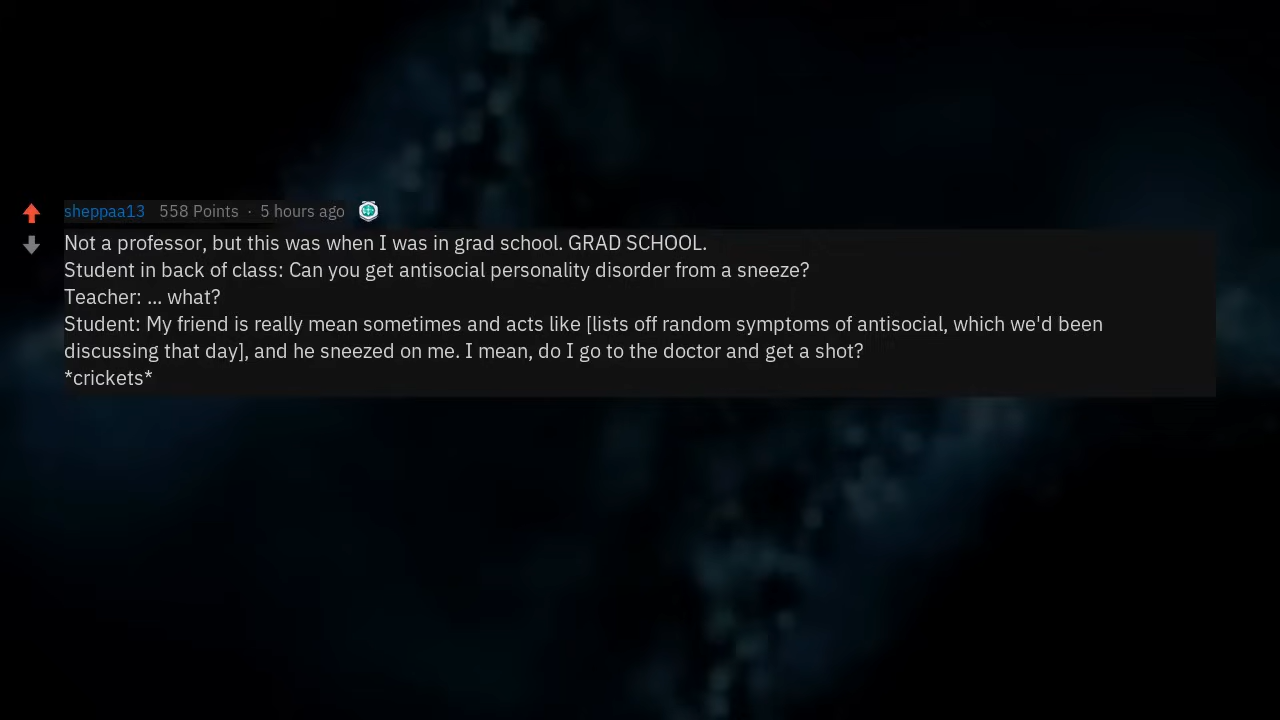 sheppaa13 558 Points · 5 hours ago
Not a professor, but this was when I was in grad school. GRAD SCHOOL.
Student in back of class: Can you get antisocial personality disorder from a sneeze?
Teacher: ... what?
Student: My friend is really mean sometimes and acts like [lists off random symptoms of antisocial, which we'd been
discussing that day], and he sneezed on me. I mean, do I go to the doctor and get a shot?
*crickets*